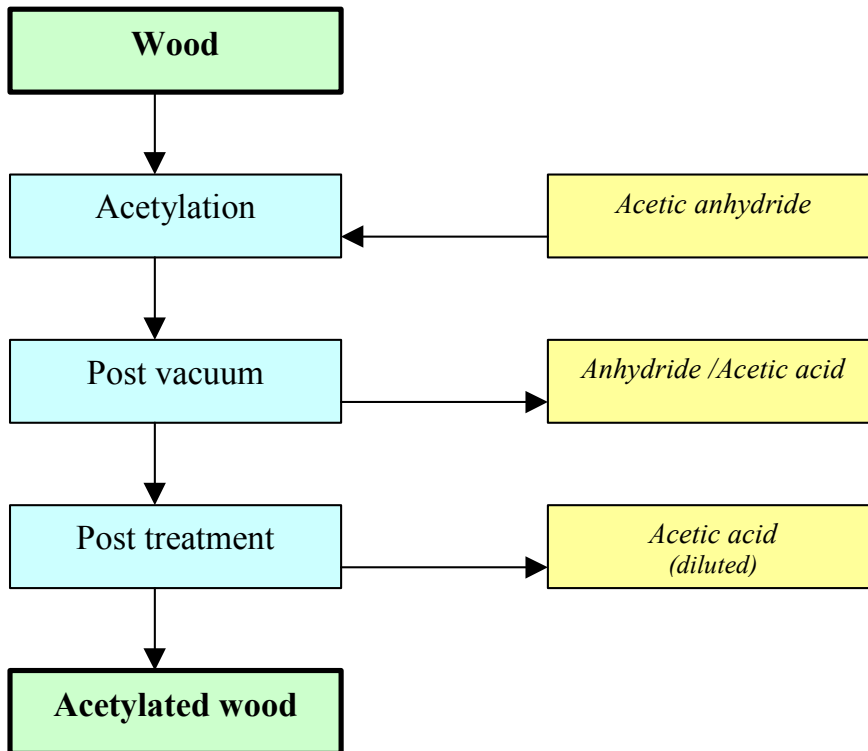 Wood
Acetylation
Acetic anhydride
Post vacuum
Anhydride /Acetic acid
Post treatment
Acetic acid
(diluted)
Acetylated wood